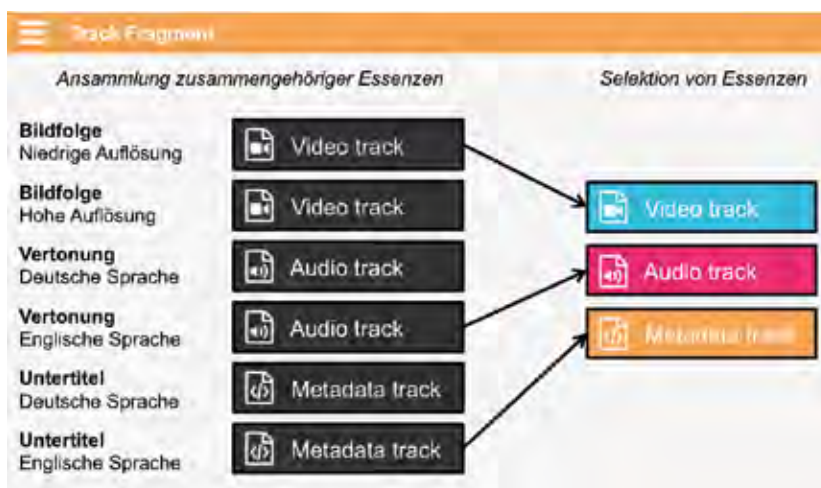 Track Fragment
Ansammlung zusammengehöriger Essenzen
Selektion von Essenzen
Bildfolge
Niedrige Auflösung
Video track
Bildfolge
Hohe Auflösung
Video track
Video track
Vertonung
Deutsche Sprache
Audio track
Audio track
Vertonung
Englische Sprache
Audio track
Metadata track
Untertitel
Deutsche Sprache
Metadata track
Untertitel
Englische Sprache
Metadata track